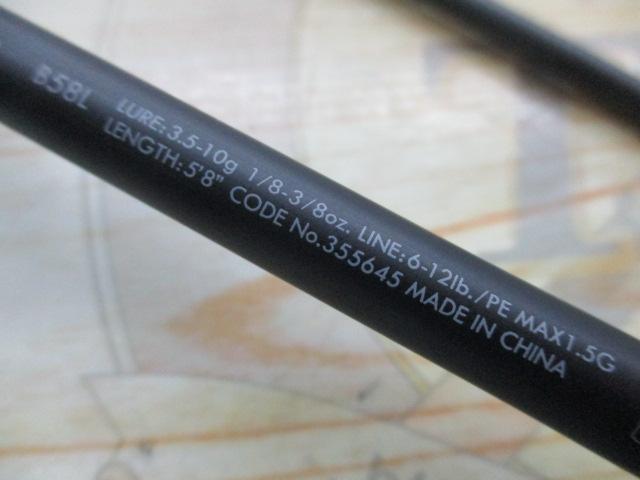 B58L
LURE:3.5-10g 1/8-3/8oz. LINE:6-12lb./PE MAX1.5G
LENGTH:5'8" CODE No.355645 MADE IN CHINA